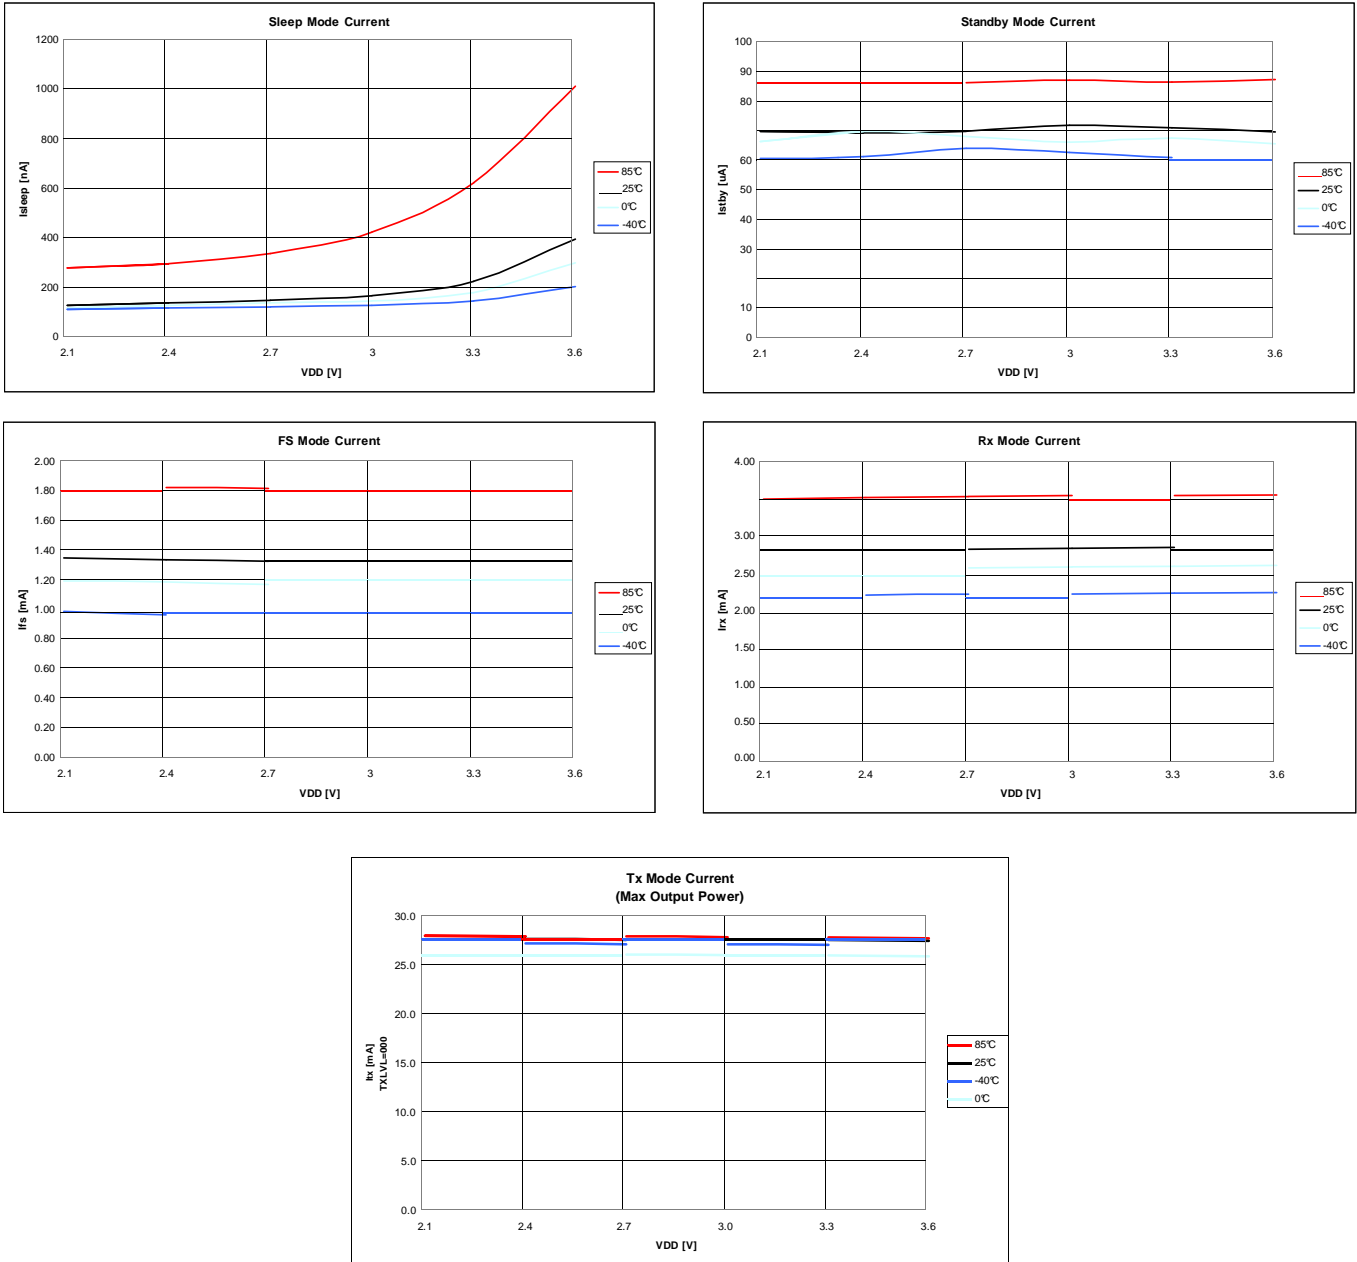 Sleep Mode Current
1200
1000
800
600
400
200
0
2.1 2.4 2.7 3 3.3 3.6
VDD [V]
Isleep [nA]
85°C
25°C
0°C
-40°C
Standby Mode Current
100
90
80
70
60
50
40
30
20
10
0
2.1 2.4 2.7 3 3.3 3.6
VDD [V]
Istby [uA]
85°C
25°C
0°C
-40°C
FS Mode Current
2.00
1.80
1.60
1.40
1.20
1.00
0.80
0.60
0.40
0.20
0.00
2.1 2.4 2.7 3 3.3 3.6
VDD [V]
Ifs [mA]
85°C
25°C
0°C
-40°C
Rx Mode Current
4.00
3.50
3.00
2.50
2.00
1.50
1.00
0.50
0.00
2.1 2.4 2.7 3 3.3 3.6
VDD [V]
Irx [mA]
85°C
25°C
0°C
-40°C
Tx Mode Current
(Max Output Power)
30.0
25.0
20.0
15.0
10.0
5.0
0.0
2.1 2.4 2.7 3.0 3.3 3.6
VDD [V]
Itx [mA]
TXLVL=000
85°C
25°C
-40°C
0°C